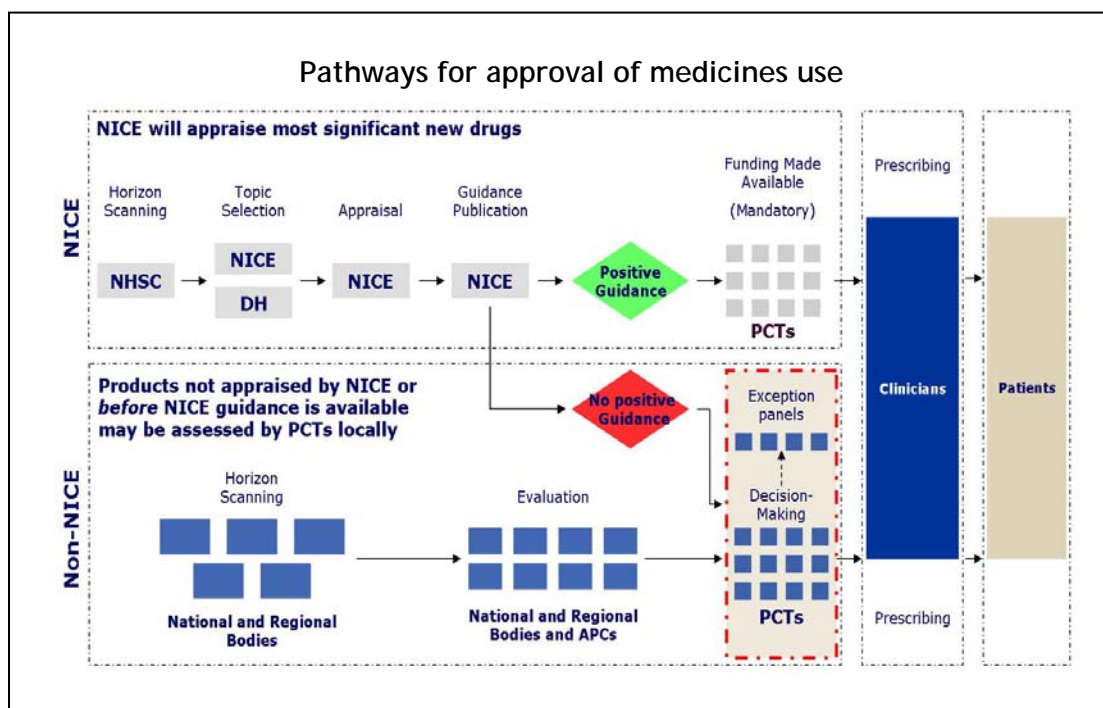 Pathways for approval of medicines use
NICE
NICE will appraise most significant new drugs
Horizon
Scanning
NHSC
Topic
Selection
NICE
DH
Appraisal
NICE
Guidance
Publication
NICE
Positive
Guidance
Funding Made
Available
(Mandatory)
PCTs
Non-NICE
Products not appraised by NICE or
before NICE guidance is available
may be assessed by PCTs locally
No positive
Guidance
Horizon
Scanning
National and Regional
Bodies
Evaluation
National and Regional
Bodies and APCs
Exception
panels
Decision-
Making
PCTs
Prescribing
Clinicians
Prescribing
Patients